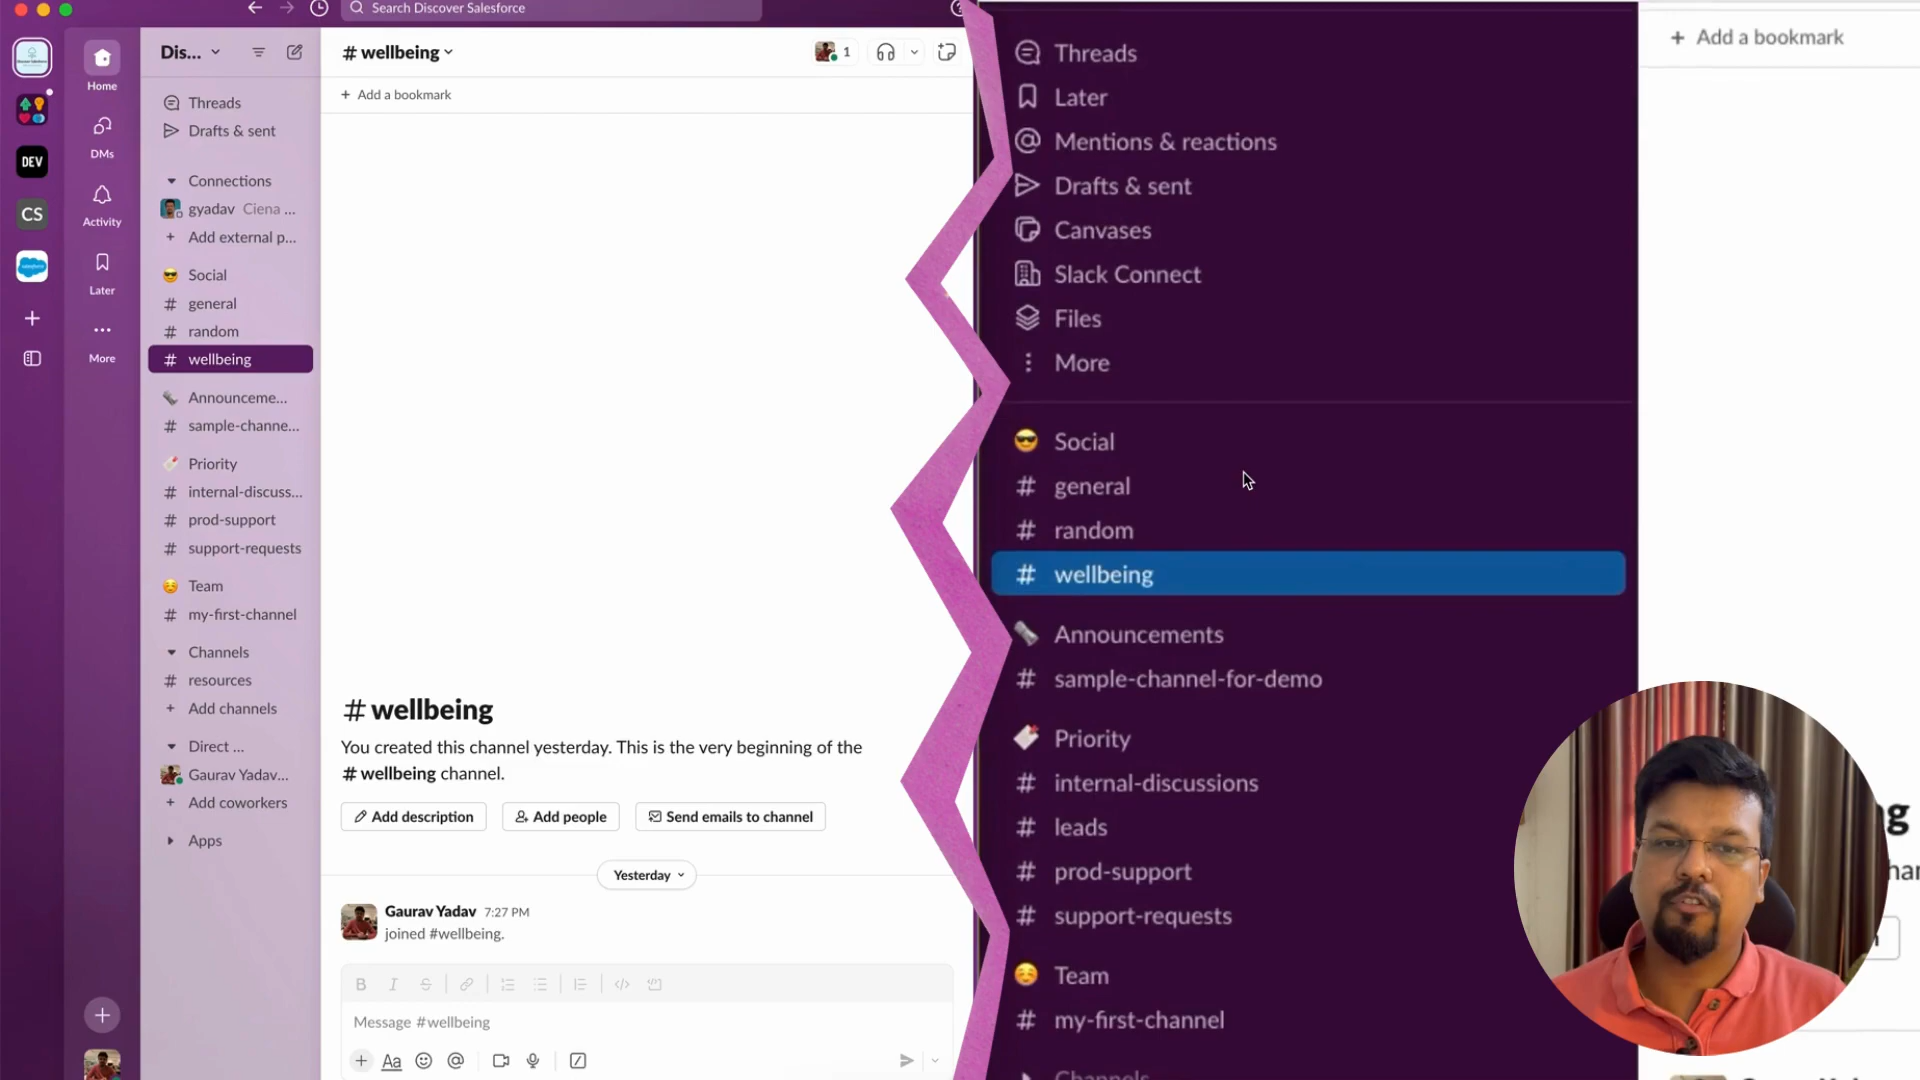 Search Discover Salesforce
DEV
CS
Home
DMs
Activity
Later
More
Dis...
Threads
Drafts & sent
Connections
gyadav Ciena ...
+ Add external p...
Social
# general
# random
# wellbeing
Announceme...
# sample-channe...
Priority
# internal-discuss...
# prod-support
# support-requests
Team
# my-first-channel
Channels
# resources
+ Add channels
Direct ...
Gaurav Yadav...
+ Add coworkers
Apps
# wellbeing
1
+ Add a bookmark
# wellbeing
You created this channel yesterday. This is the very beginning of the
# wellbeing channel.
Add description
Add people
Send emails to channel
Yesterday
Gaurav Yadav 7:27 PM
joined #wellbeing.
B I S
Message #wellbeing
+ Aa @
Threads
Later
Mentions & reactions
Drafts & sent
Canvases
Slack Connect
Files
More
Social
# general
# random
# wellbeing
Announcements
# sample-channel-for-demo
Priority
# internal-discussions
# leads
# prod-support
# support-requests
Team
# my-first-channel
Channels
+ Add a bookmark